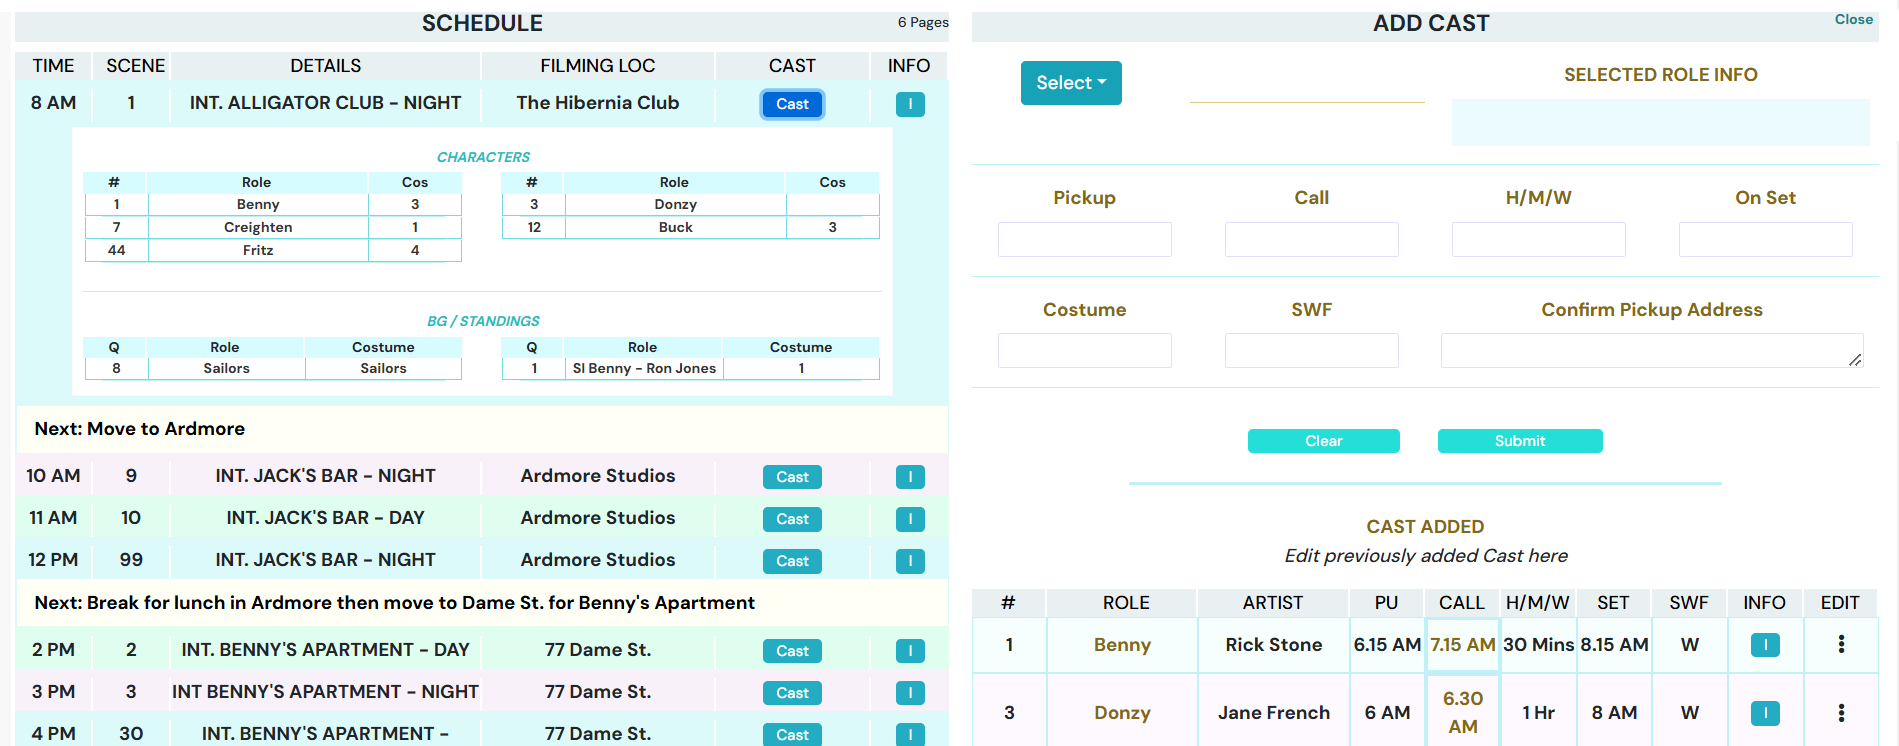 SCHEDULE
6 Pages
TIME SCENE DETAILS FILMING LOC CAST INFO
8 AM 1 INT. ALLIGATOR CLUB - NIGHT The Hibernia Club Cast I
CHARACTERS
# Role Cos # Role Cos
1 Benny 3 3 Donzy
7 Creighten 1 12 Buck 3
44 Fritz 4
BG / STANDINGS
Q Role Costume Q Role Costume
8 Sailors Sailors 1 SI Benny - Ron Jones 1
Next: Move to Ardmore
10 AM 9 INT. JACK'S BAR - NIGHT Ardmore Studios Cast I
11 AM 10 INT. JACK'S BAR - DAY Ardmore Studios Cast I
12 PM 99 INT. JACK'S BAR - NIGHT Ardmore Studios Cast I
Next: Break for lunch in Ardmore then move to Dame St. for Benny's Apartment
2 PM 2 INT. BENNY'S APARTMENT - DAY 77 Dame St. Cast I
3 PM 3 INT BENNY'S APARTMENT - NIGHT 77 Dame St. Cast I
4 PM 30 INT. BENNY'S APARTMENT - 77 Dame St. Cast I
ADD CAST
Close
Select
SELECTED ROLE INFO
Pickup Call H/M/W On Set
Costume SWF Confirm Pickup Address
Clear Submit
CAST ADDED
Edit previously added Cast here
# ROLE ARTIST PU CALL H/M/W SET SWF INFO EDIT
1 Benny Rick Stone 6.15 AM 7.15 AM 30 Mins 8.15 AM W I
3 Donzy Jane French 6 AM 6.30 AM 1 Hr 8 AM W I